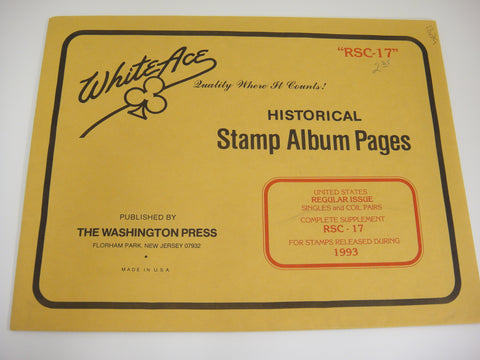 "RSC-17"
White Ace
Quality Where It Counts!
HISTORICAL
Stamp Album Pages
UNITED STATES
REGULAR ISSUE
SINGLES and COIL PAIRS
COMPLETE SUPPLEMENT
RSC - 17
FOR STAMPS RELEASED DURING
1993
PUBLISHED BY
THE WASHINGTON PRESS
FLORHAM PARK, NEW JERSEY 07932
MADE IN U.S.A.